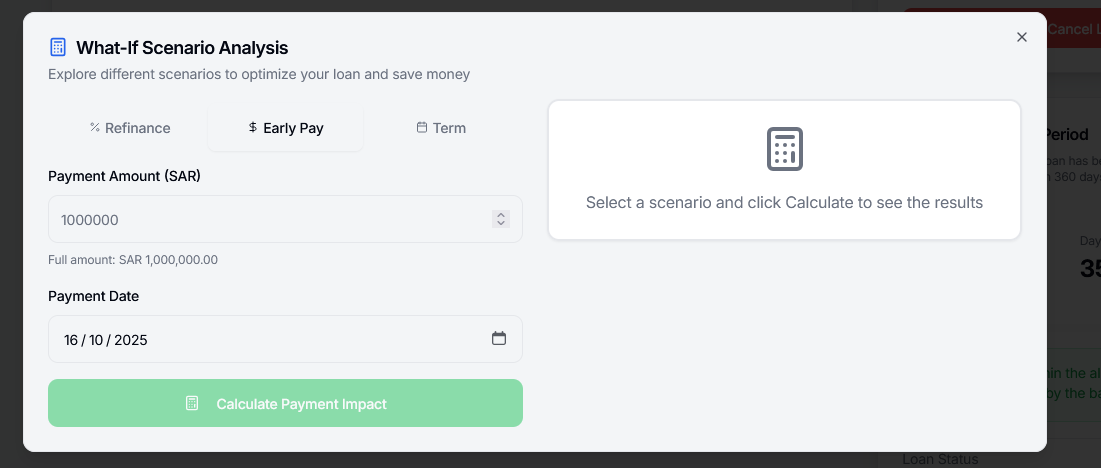 What-If Scenario Analysis
Explore different scenarios to optimize your loan and save money
Refinance
Early Pay
Term
Payment Amount (SAR)
1000000
Full amount: SAR 1,000,000.00
Payment Date
16 / 10 / 2025
Calculate Payment Impact
Select a scenario and click Calculate to see the results
Cancel L
Period
oan has b
360 days
Day
35
in the al
by the ba
Loan Status